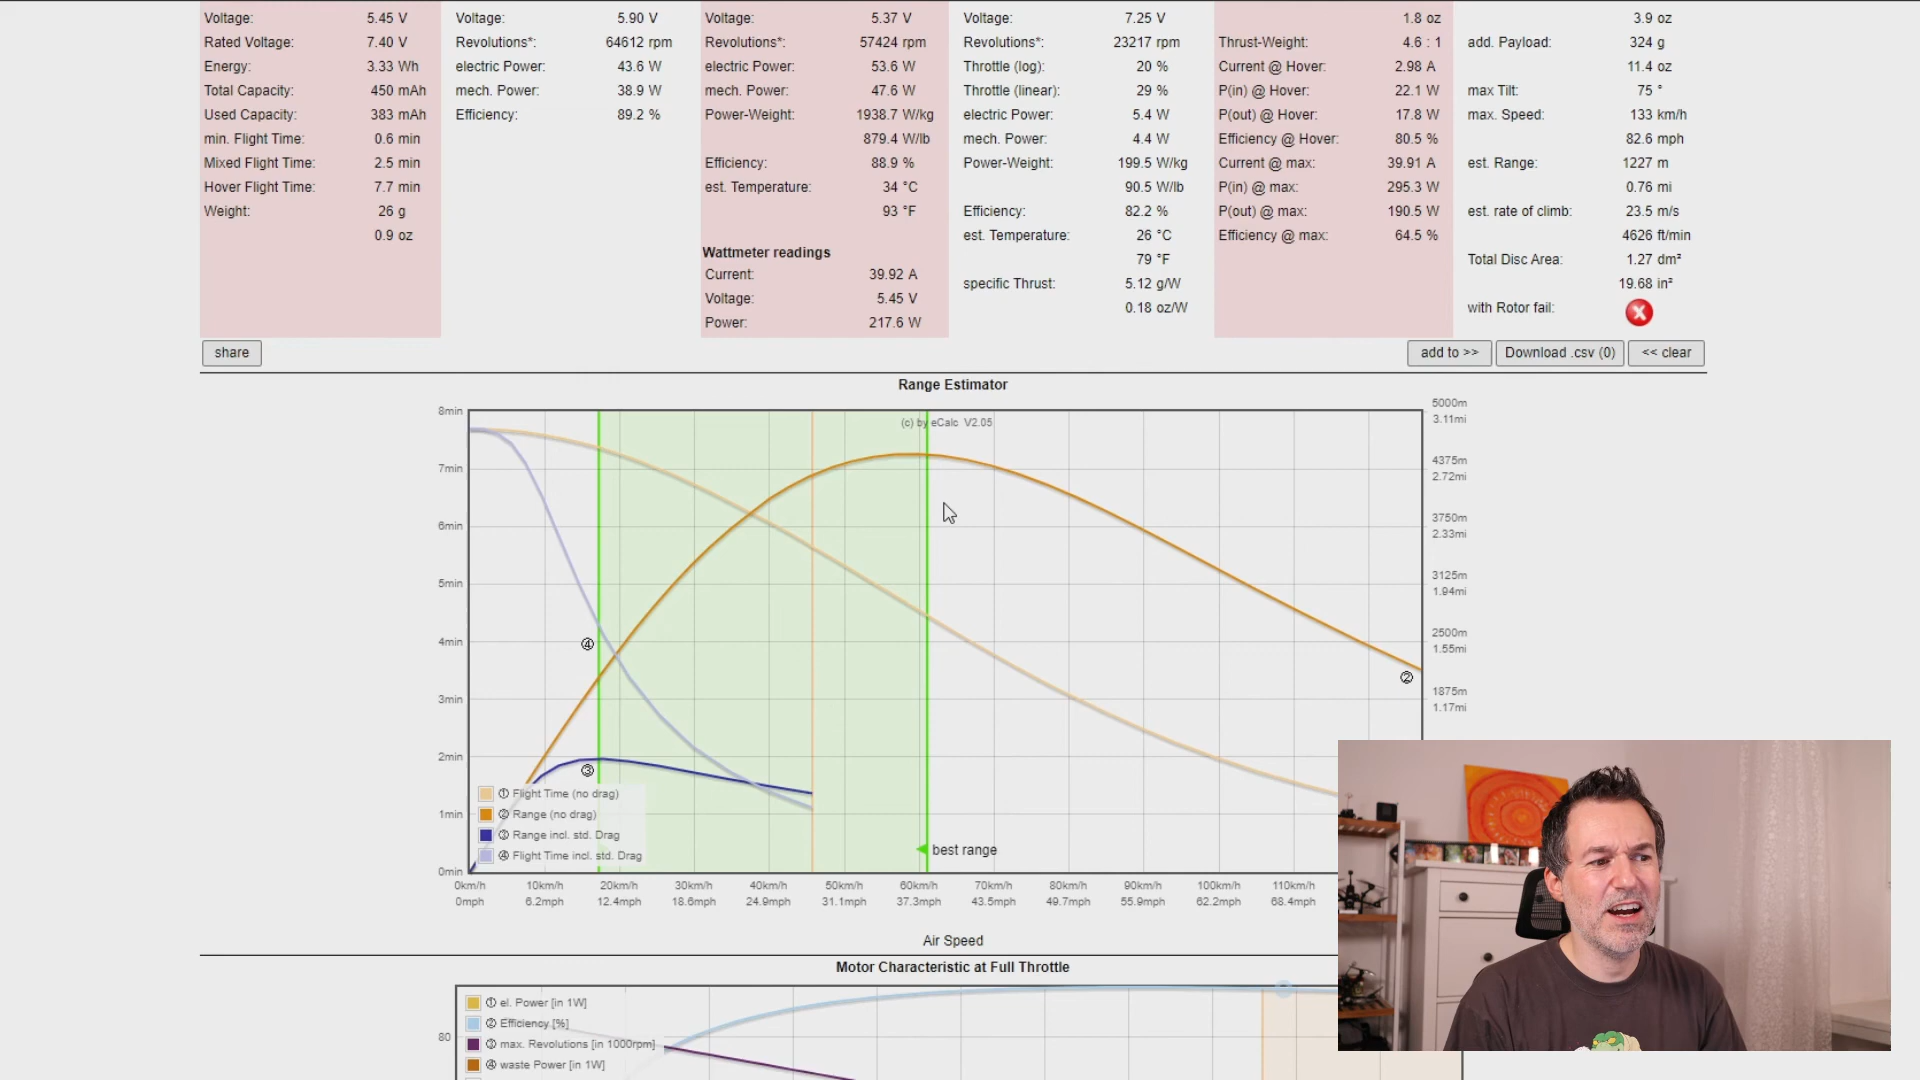 Voltage: 5.45 V
Rated Voltage: 7.40 V
Energy: 3.33 Wh
Total Capacity: 450 mAh
Used Capacity: 383 mAh
min. Flight Time: 0.6 min
Mixed Flight Time: 2.5 min
Hover Flight Time: 7.7 min
Weight: 26 g
0.9 oz
Voltage: 5.90 V
Revolutions*: 64612 rpm
electric Power: 43.6 W
mech. Power: 38.9 W
Efficiency: 89.2 %
Voltage: 5.37 V
Revolutions*: 57424 rpm
electric Power: 53.6 W
mech. Power: 47.6 W
Power-Weight: 1938.7 W/kg
879.4 W/lb
Efficiency: 88.9 %
est. Temperature: 34 °C
93 °F
Wattmeter readings
Current: 39.92 A
Voltage: 5.45 V
Power: 217.6 W
Voltage: 7.25 V
Revolutions*: 23217 rpm
Throttle (log): 20 %
Throttle (linear): 29 %
electric Power: 5.4 W
mech. Power: 4.4 W
Power-Weight: 199.5 W/kg
90.5 W/lb
Efficiency: 82.2 %
est. Temperature: 26 °C
79 °F
specific Thrust: 5.12 g/W
0.18 oz/W
1.8 oz
Thrust-Weight: 4.6 : 1
Current @ Hover: 2.98 A
P(in) @ Hover: 22.1 W
P(out) @ Hover: 17.8 W
Efficiency @ Hover: 80.5 %
Current @ max: 39.91 A
P(in) @ max: 295.3 W
P(out) @ max: 190.5 W
Efficiency @ max: 64.5 %
3.9 oz
add. Payload: 324 g
11.4 oz
max Tilt: 75 °
max. Speed: 133 km/h
82.6 mph
est. Range: 1227 m
0.76 mi
est. rate of climb: 23.5 m/s
4626 ft/min
Total Disc Area: 1.27 dm²
19.68 in²
with Rotor fail:
share
add to >> Download .csv (0) << clear
Range Estimator
(c) by eCalc V2.05
8min
7min
6min
5min
4min
3min
2min
1min
0min
5000m
3.11mi
4375m
2.72mi
3750m
2.33mi
3125m
1.94mi
2500m
1.55mi
1875m
1.17mi
④
③
②
① Flight Time (no drag)
② Range (no drag)
③ Range incl. std. Drag
④ Flight Time incl. std. Drag
best range
0km/h 10km/h 20km/h 30km/h 40km/h 50km/h 60km/h 70km/h 80km/h 90km/h 100km/h 110km/h
0mph 6.2mph 12.4mph 18.6mph 24.9mph 31.1mph 37.3mph 43.5mph 49.7mph 55.9mph 62.2mph 68.4mph
Air Speed
Motor Characteristic at Full Throttle
80
① el. Power [in 1W]
② Efficiency [%]
③ max. Revolutions [in 1000rpm]
④ waste Power [in 1W]